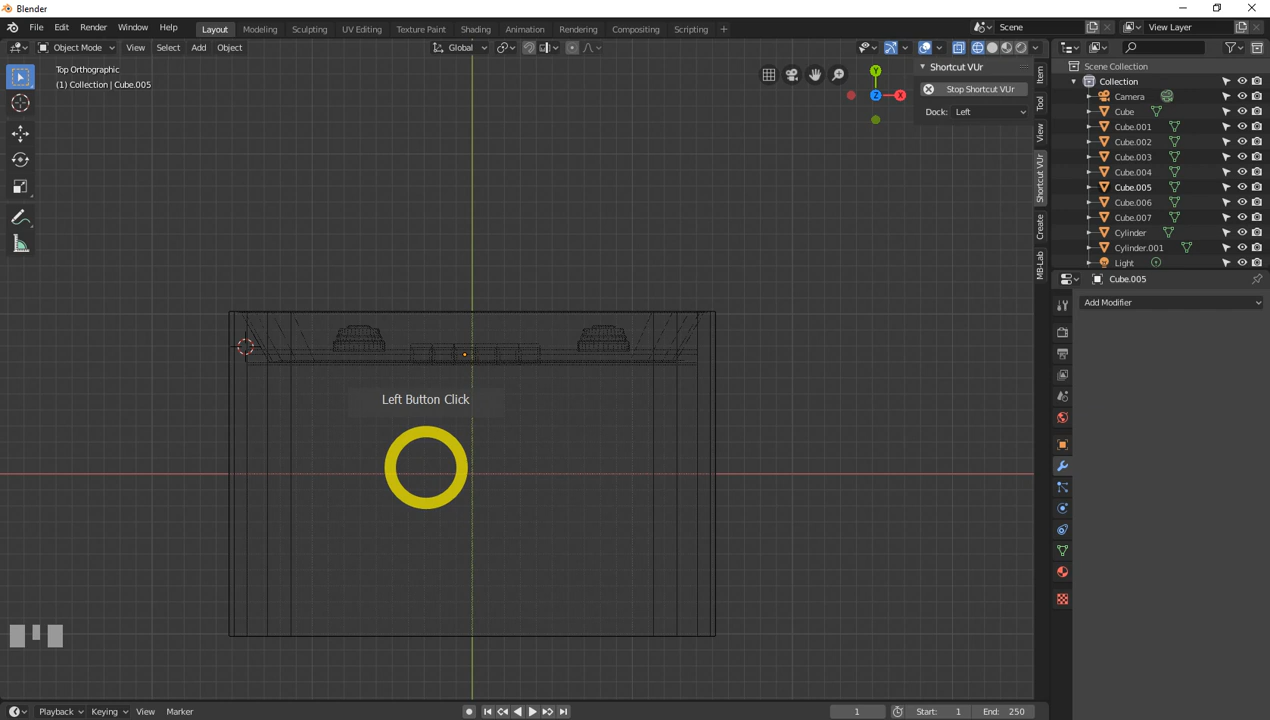 Blender
File Edit Render Window Help
Layout Modeling Sculpting UV Editing Texture Paint Shading Animation Rendering Compositing Scripting +
Scene
View Layer
Object Mode View Select Add Object
Global
Top Orthographic
(1) Collection | Cube.005
Y
Z
X
Shortcut VUr
Stop Shortcut VUr
Dock: Left
Item
Tool
View
Shortcut VUr
Create
MB-Lab
Scene Collection
Collection
Camera
Cube
Cube.001
Cube.002
Cube.003
Cube.004
Cube.005
Cube.006
Cube.007
Cylinder
Cylinder.001
Light
Cube.005
Add Modifier
Left Button Click
Playback Keying View Marker
1
Start: 1
End: 250